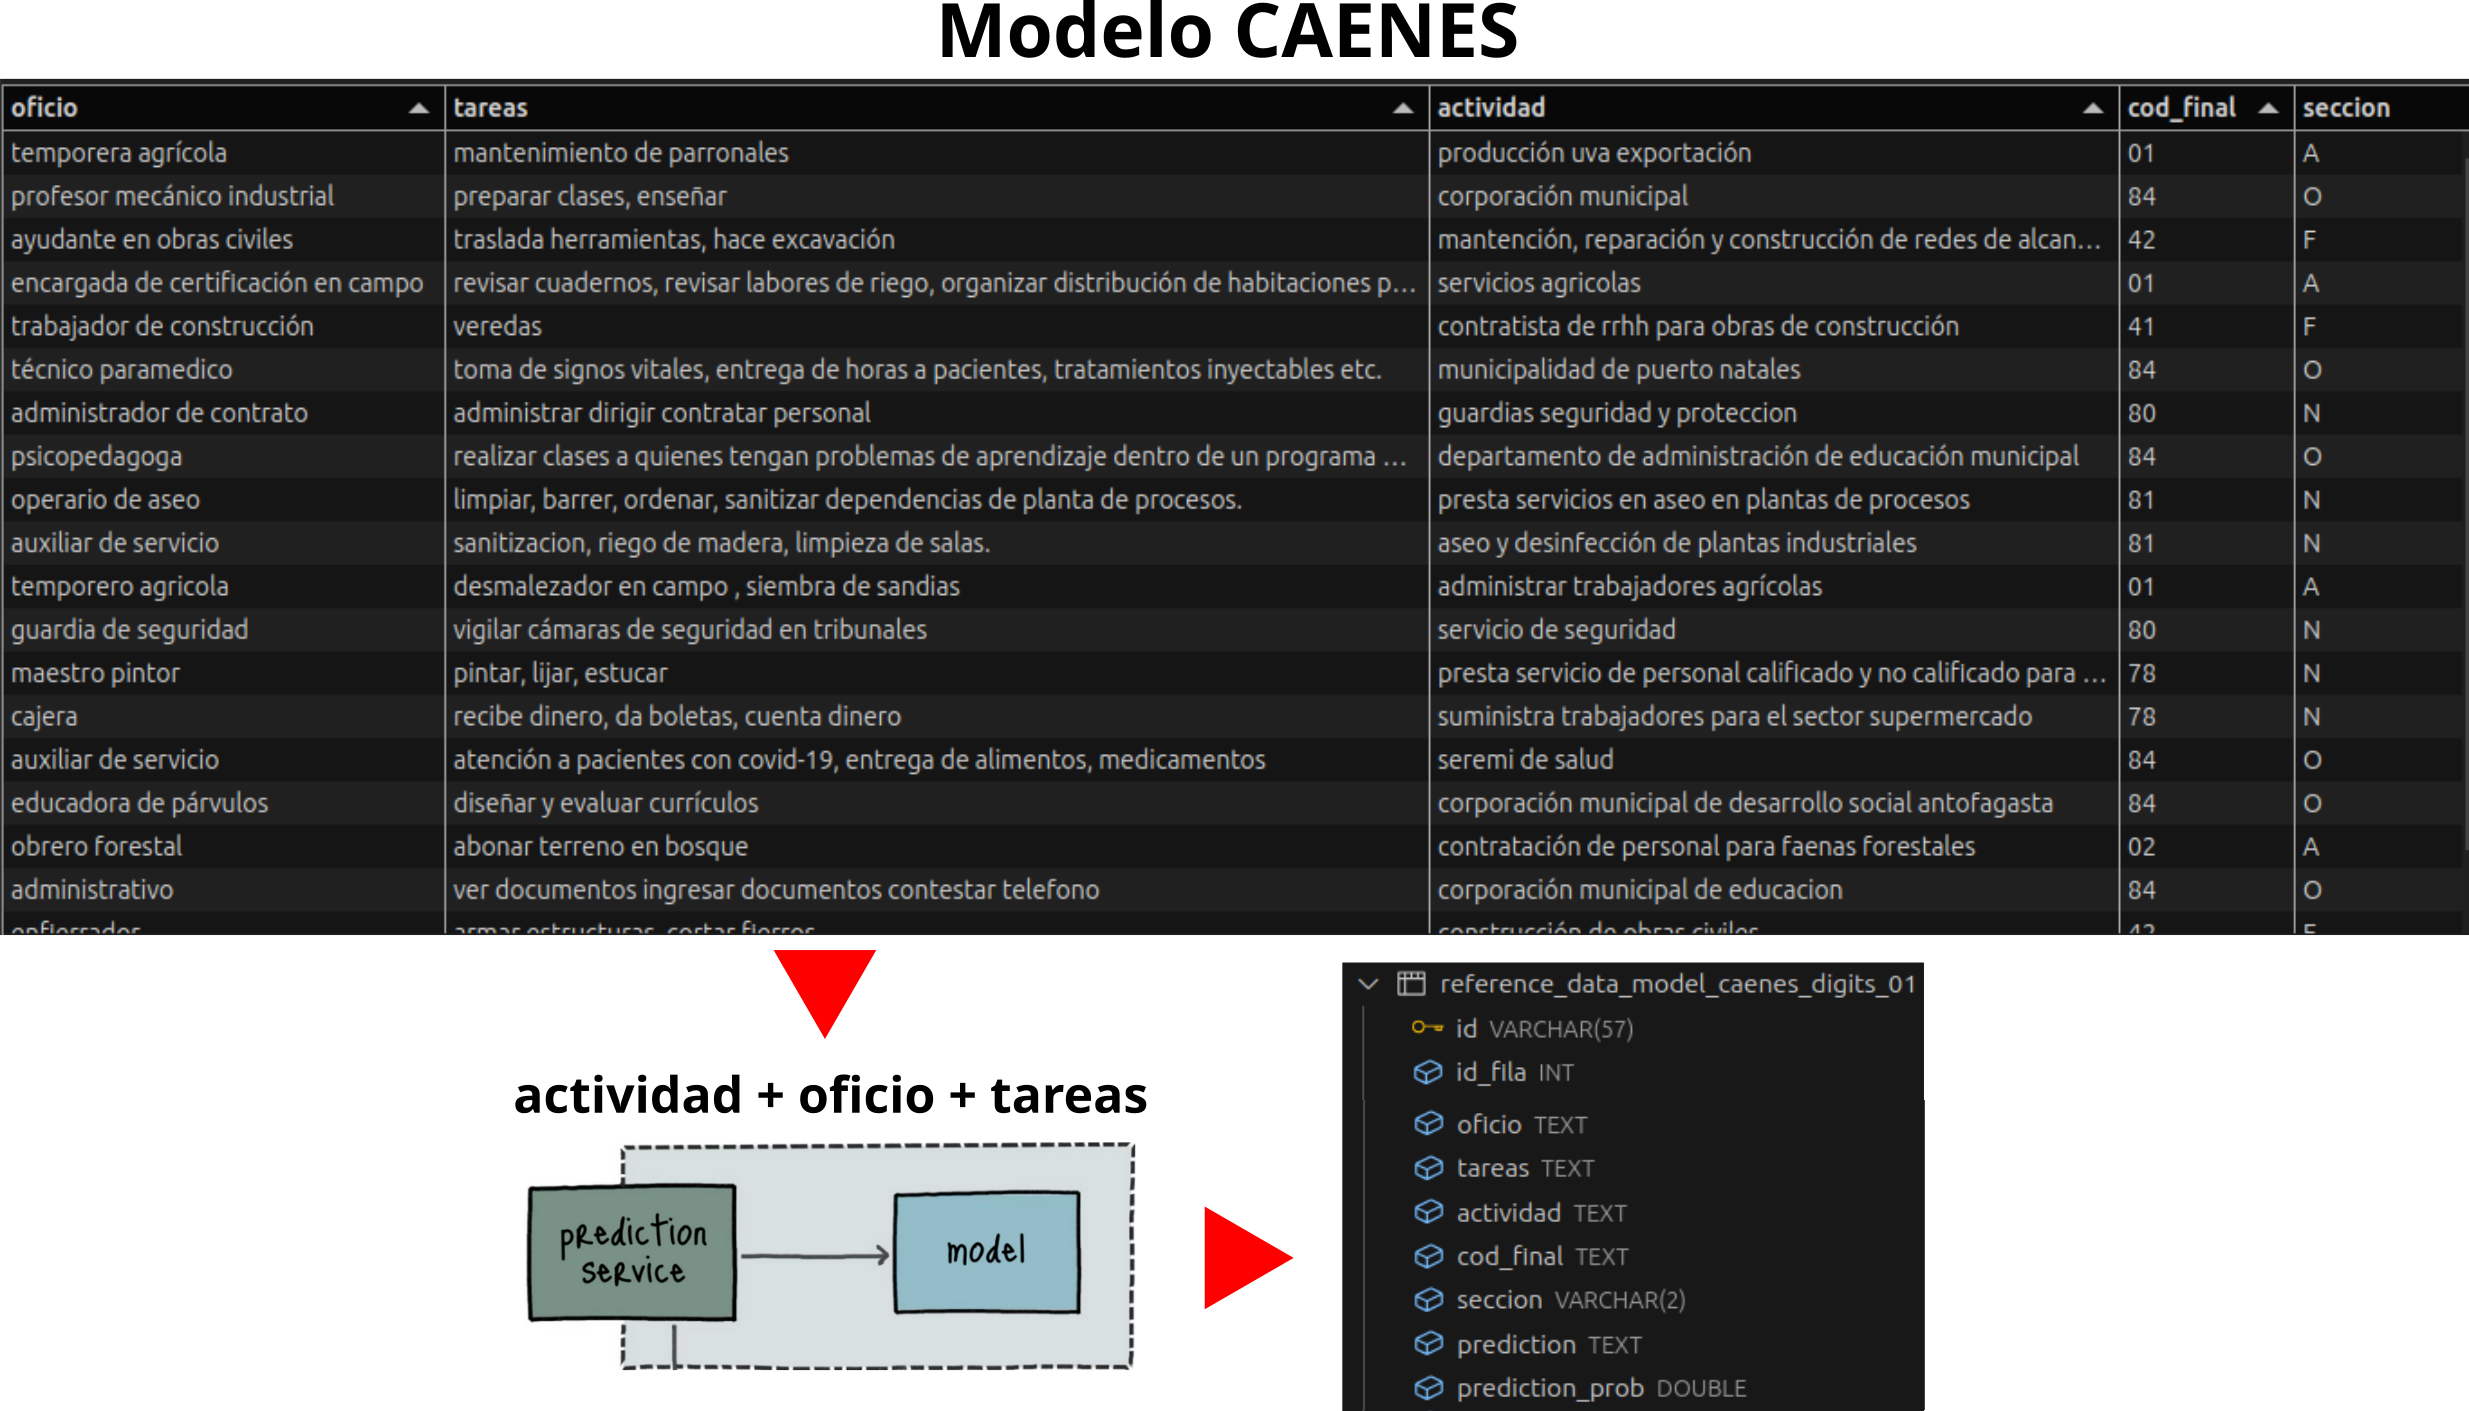 Modelo CAENES
oficio tareas actividad cod_final seccion
temporera agrícola mantenimiento de parronales producción uva exportación 01 A
profesor mecánico industrial preparar clases, enseñar corporación municipal 84 O
ayudante en obras civiles traslada herramientas, hace excavación mantención, reparación y construcción de redes de alcan... 42 F
encargada de certificación en campo revisar cuadernos, revisar labores de riego, organizar distribución de habitaciones p... servicios agricolas 01 A
trabajador de construcción veredas contratista de rrhh para obras de construcción 41 F
técnico paramedico toma de signos vitales, entrega de horas a pacientes, tratamientos inyectables etc. municipalidad de puerto natales 84 O
administrador de contrato administrar dirigir contratar personal guardias seguridad y proteccion 80 N
psicopedagoga realizar clases a quienes tengan problemas de aprendizaje dentro de un programa ... departamento de administración de educación municipal 84 O
operario de aseo limpiar, barrer, ordenar, sanitizar dependencias de planta de procesos. presta servicios en aseo en plantas de procesos 81 N
auxiliar de servicio sanitizacion, riego de madera, limpieza de salas. aseo y desinfección de plantas industriales 81 N
temporero agricola desmalezador en campo , siembra de sandias administrar trabajadores agrícolas 01 A
guardia de seguridad vigilar cámaras de seguridad en tribunales servicio de seguridad 80 N
maestro pintor pintar, lijar, estucar presta servicio de personal calificado y no calificado para ... 78 N
cajera recibe dinero, da boletas, cuenta dinero suministra trabajadores para el sector supermercado 78 N
auxiliar de servicio atención a pacientes con covid-19, entrega de alimentos, medicamentos seremi de salud 84 O
educadora de párvulos diseñar y evaluar currículos corporación municipal de desarrollo social antofagasta 84 O
obrero forestal abonar terreno en bosque contratación de personal para faenas forestales 02 A
administrativo ver documentos ingresar documentos contestar telefono corporación municipal de educacion 84 O
enfierrador armar estructuras, cortar fierros construcción de obras civiles 42 F
actividad + oficio + tareas
prediction
service
model
reference_data_model_caenes_digits_01
id VARCHAR(57)
id_fila INT
oficio TEXT
tareas TEXT
actividad TEXT
cod_final TEXT
seccion VARCHAR(2)
prediction TEXT
prediction_prob DOUBLE